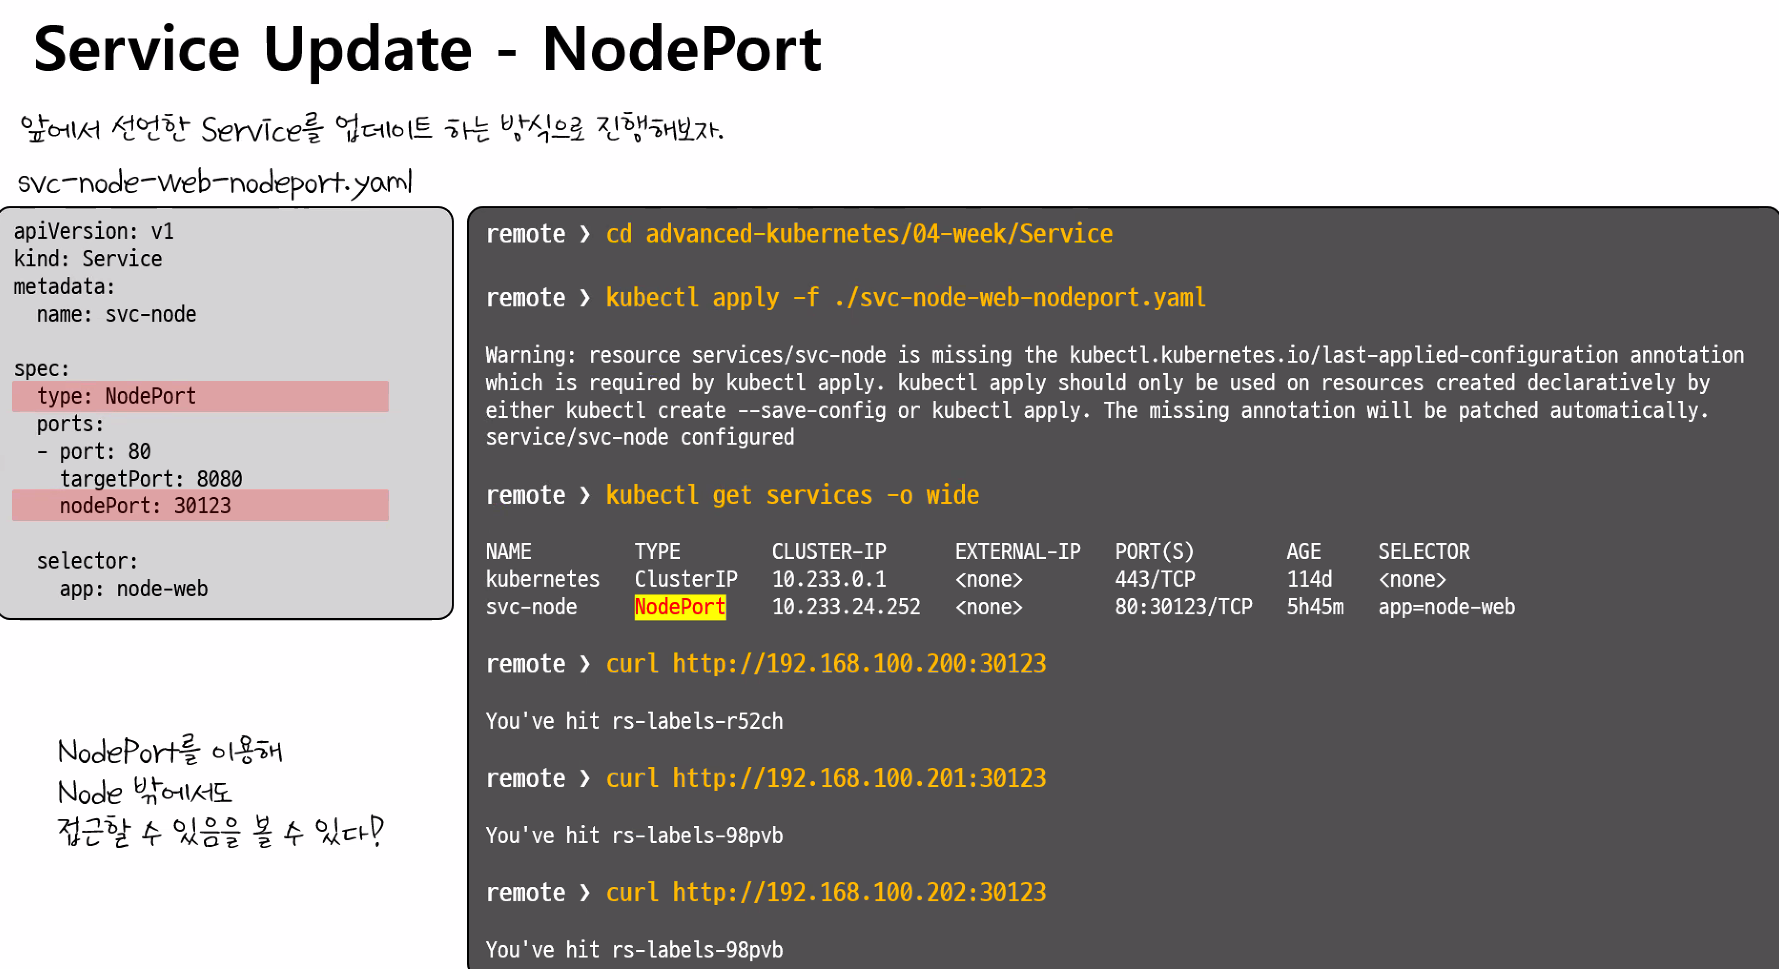 Service Update - NodePort
앞에서 선언한 Service를 업데이트 하는 방식으로 진행해보자.
svc-node-web-nodeport.yaml
apiVersion: v1
kind: Service
metadata:
  name: svc-node
spec:
  type: NodePort
  ports:
  - port: 80
    targetPort: 8080
    nodePort: 30123
  selector:
    app: node-web
NodePort를 이용해
Node 밖에서도
접근할 수 있음을 볼 수 있다!
remote ❯ cd advanced-kubernetes/04-week/Service
remote ❯ kubectl apply -f ./svc-node-web-nodeport.yaml
Warning: resource services/svc-node is missing the kubectl.kubernetes.io/last-applied-configuration annotation
which is required by kubectl apply. kubectl apply should only be used on resources created declaratively by
either kubectl create --save-config or kubectl apply. The missing annotation will be patched automatically.
service/svc-node configured
remote ❯ kubectl get services -o wide
NAME TYPE CLUSTER-IP EXTERNAL-IP PORT(S) AGE SELECTOR
kubernetes ClusterIP 10.233.0.1 <none> 443/TCP 114d <none>
svc-node NodePort 10.233.24.252 <none> 80:30123/TCP 5h45m app=node-web
remote ❯ curl http://192.168.100.200:30123
You've hit rs-labels-r52ch
remote ❯ curl http://192.168.100.201:30123
You've hit rs-labels-98pvb
remote ❯ curl http://192.168.100.202:30123
You've hit rs-labels-98pvb